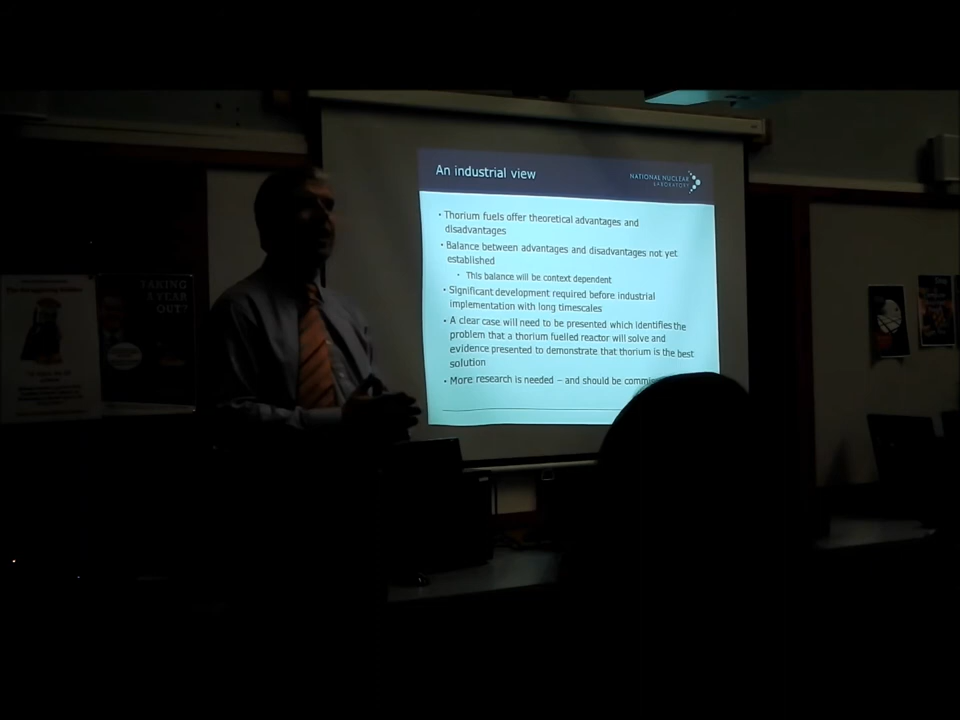 An industrial view
NATIONAL NUCLEAR
LABORATORY
• Thorium fuels offer theoretical advantages and
disadvantages
• Balance between advantages and disadvantages not yet
established
• This balance will be context dependent
• Significant development required before industrial
implementation with long timescales
• A clear case will need to be presented which identifies the
problem that a thorium fuelled reactor will solve and
evidence presented to demonstrate that thorium is the best
solution
• More research is needed – and should be
TAKING
A YEAR
OUT?